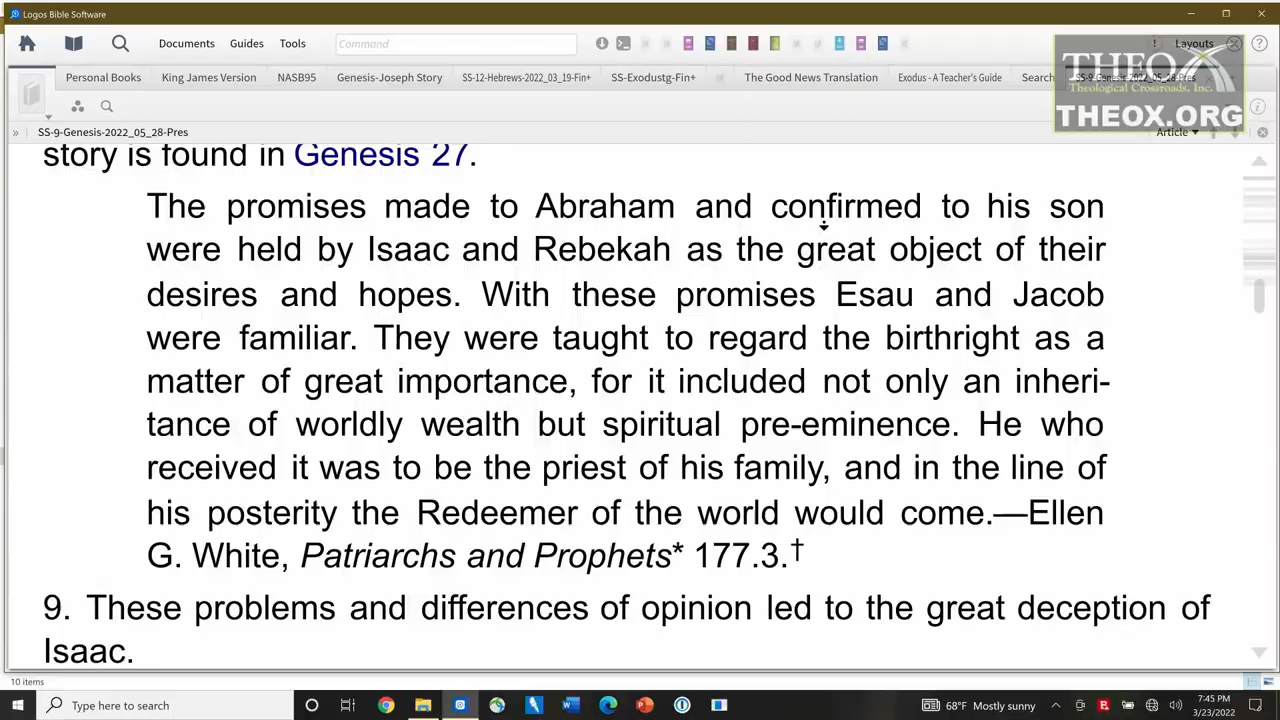 Logos Bible Software
Documents Guides Tools Command Layouts
THEOX
Theological Crossroads, Inc.
THEOX.ORG
Personal Books King James Version NASB95 Genesis-Joseph Stg SS-12-Hebrews-2022_03_19-Fin+ SS-Exodustg-Fin+ The Good News Translation Exodus - A Teacher's Guide Search SS-9-Genesis-2022_05_28-Pres
SS-9-Genesis-2022_05_28-Pres Article
story is found in Genesis 27.
The promises made to Abraham and confirmed to his son
were held by Isaac and Rebekah as the great object of their
desires and hopes. With these promises Esau and Jacob
were familiar. They were taught to regard the birthright as a
matter of great importance, for it included not only an inheri-
tance of worldly wealth but spiritual pre-eminence. He who
received it was to be the priest of his family, and in the line of
his posterity the Redeemer of the world would come.—Ellen
G. White, Patriarchs and Prophets* 177.3.†
9. These problems and differences of opinion led to the great deception of
Isaac.
10 items
Type here to search 68°F Mostly sunny 7:45 PM
3/23/2022